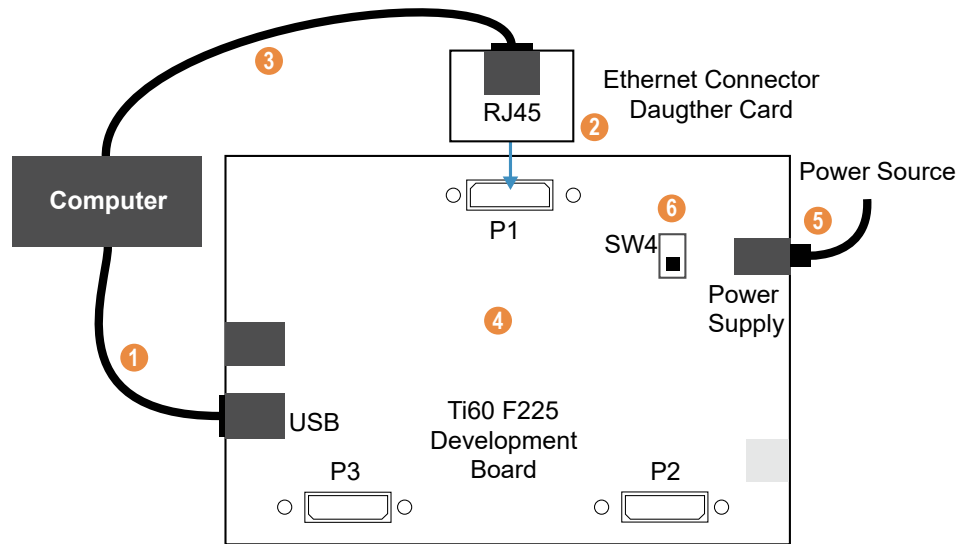 3
RJ45
Ethernet Connector
Daugther Card
2
Computer
Power Source
P1
6
5
SW4
Power
Supply
4
1
USB
Ti60 F225
Development
Board
P3
P2